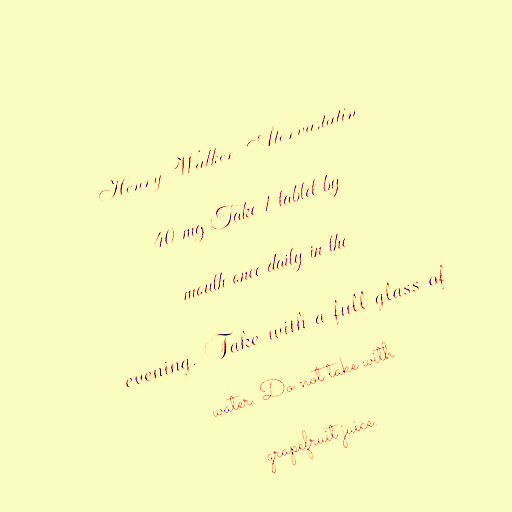 Henry Walker Atorvastatin
40 mg Take 1 tablet by
mouth once daily in the
evening. Take with a full glass of
water. Do not take with
grapefruit juice.